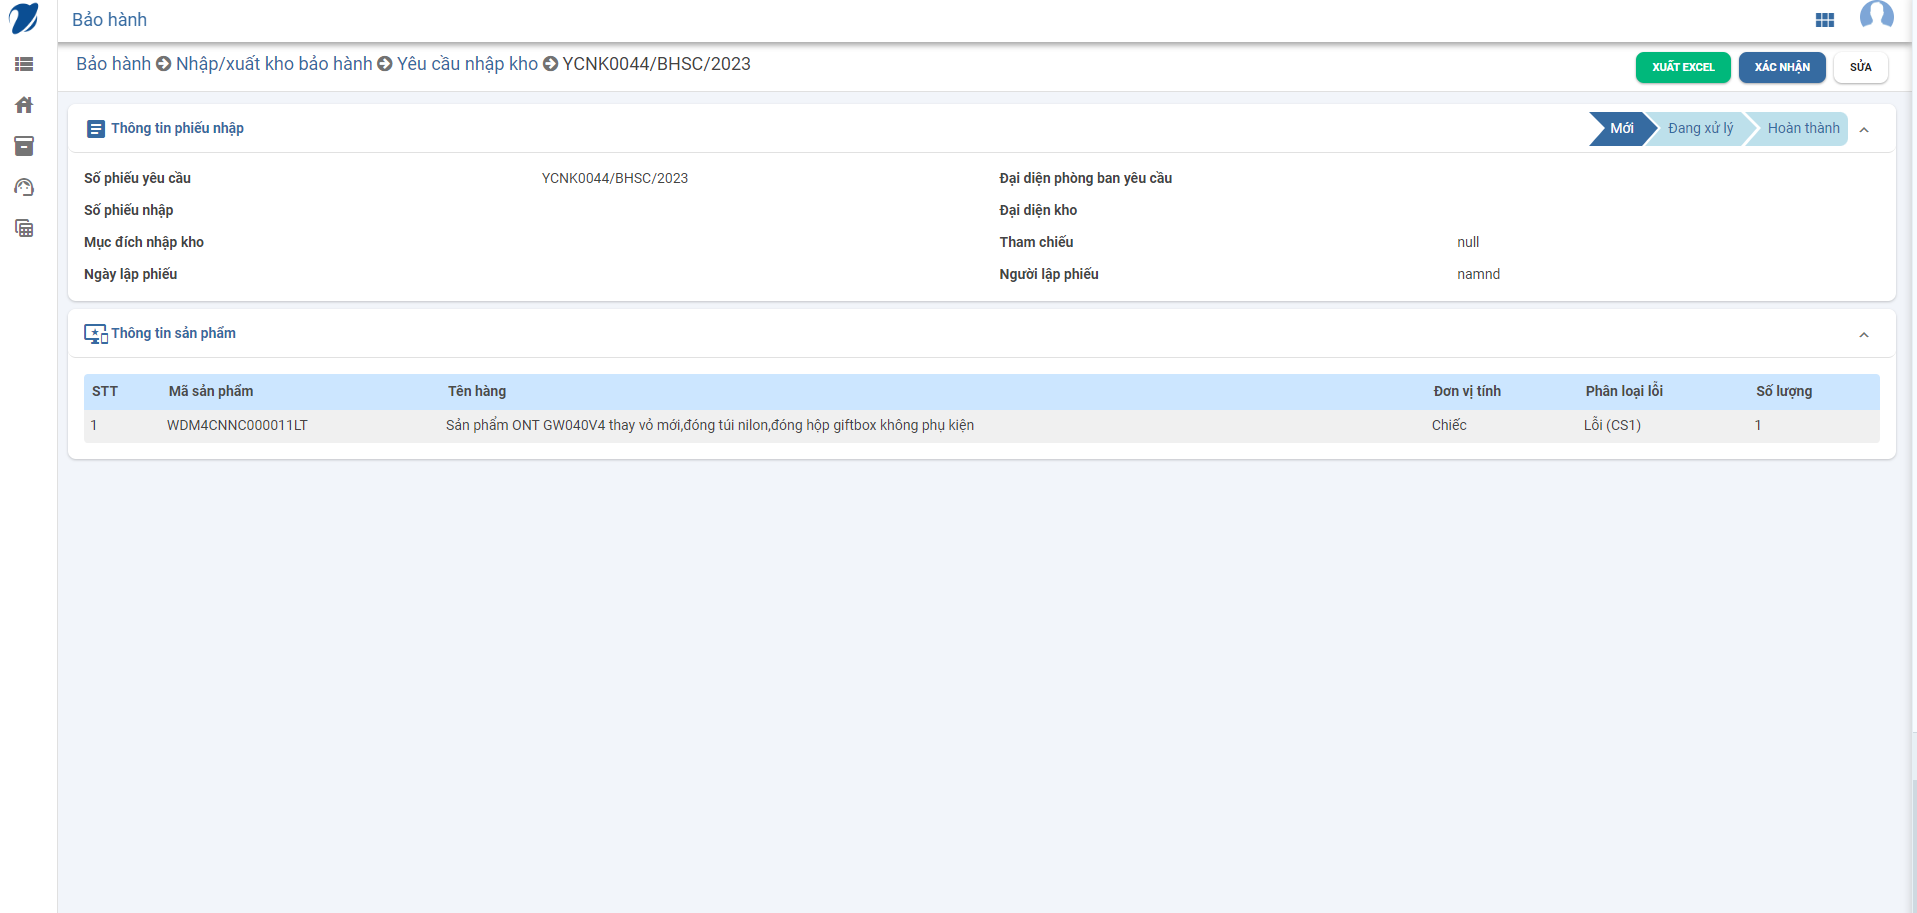 Bảo hành
Bảo hành Nhập/xuất kho bảo hành Yêu cầu nhập kho YCNK0044/BHSC/2023
XUẤT EXCEL XÁC NHẬN SỬA
Thông tin phiếu nhập
Mới Đang xử lý Hoàn thành
Số phiếu yêu cầu YCNK0044/BHSC/2023 Đại diện phòng ban yêu cầu
Số phiếu nhập Đại diện kho
Mục đích nhập kho Tham chiếu null
Ngày lập phiếu Người lập phiếu namnd
Thông tin sản phẩm
STT Mã sản phẩm Tên hàng Đơn vị tính Phân loại lỗi Số lượng
1 WDM4CNNC000011LT Sản phẩm ONT GW040V4 thay vỏ mới,đóng túi nilon,đóng hộp giftbox không phụ kiện Chiếc Lỗi (CS1) 1